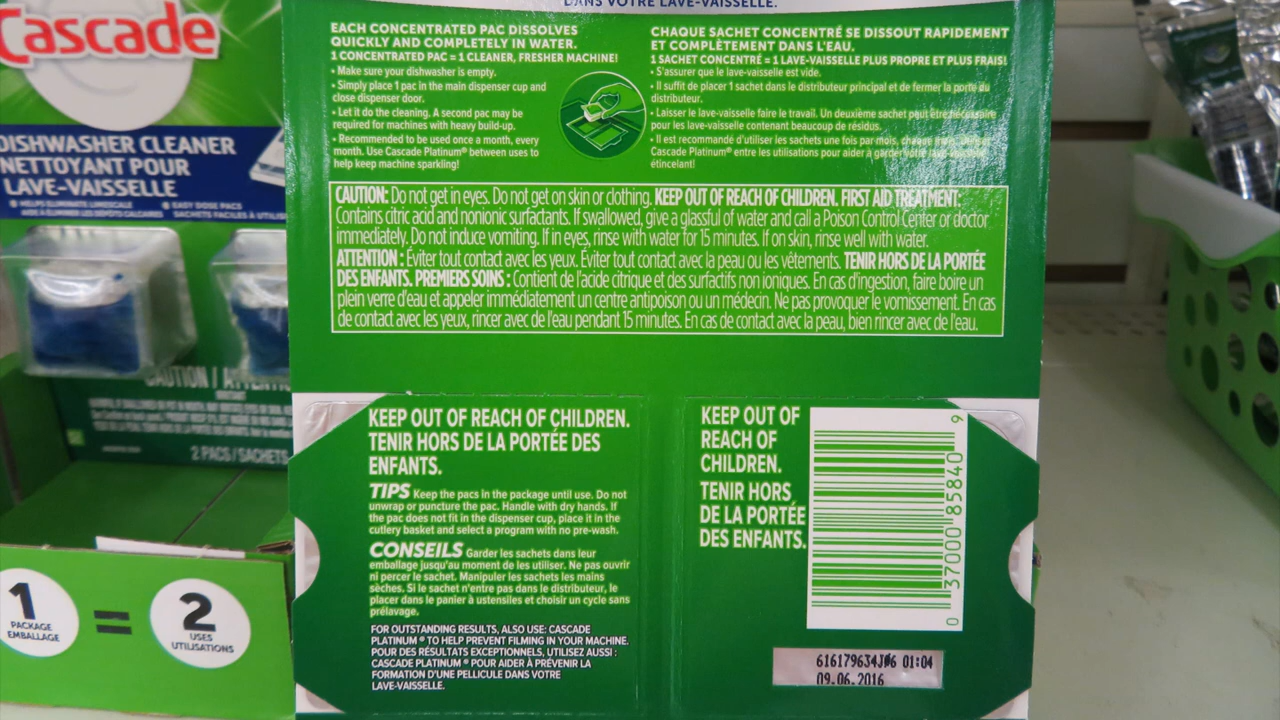 DANS VOTRE LAVE-VAISSELLE.
EACH CONCENTRATED PAC DISSOLVES
QUICKLY AND COMPLETELY IN WATER.
1 CONCENTRATED PAC = 1 CLEANER, FRESHER MACHINE!
• Make sure your dishwasher is empty.
• Simply place 1 pac in the main dispenser cup and
close dispenser door.
• Let it do the cleaning. A second pac may be
required for machines with heavy build-up.
• Recommended to be used once a month, every
month. Use Cascade Platinum® between uses to
help keep machine sparkling!
CHAQUE SACHET CONCENTRÉ SE DISSOUT RAPIDEMENT
ET COMPLÈTEMENT DANS L'EAU.
1 SACHET CONCENTRÉ = 1 LAVE-VAISSELLE PLUS PROPRE ET PLUS FRAIS!
• S'assurer que le lave-vaisselle est vide.
• Il suffit de placer 1 sachet dans le distributeur principal et de fermer la porte du
distributeur.
• Laisser le lave-vaisselle faire le travail. Un deuxième sachet peut être nécessaire
pour les lave-vaisselle contenant beaucoup de résidus.
• Il est recommandé d'utiliser les sachets une fois par mois, chaque
Cascade Platinum® entre les utilisations pour aider à garder votre lave-vaisselle
étincelant!
CAUTION: Do not get in eyes. Do not get on skin or clothing. KEEP OUT OF REACH OF CHILDREN. FIRST AID TREATMENT:
Contains citric acid and nonionic surfactants. If swallowed, give a glassful of water and call a Poison Control Center or doctor
immediately. Do not induce vomiting. If in eyes, rinse with water for 15 minutes. If on skin, rinse well with water.
ATTENTION : Éviter tout contact avec les yeux. Éviter tout contact avec la peau ou les vêtements. TENIR HORS DE LA PORTÉE
DES ENFANTS. PREMIERS SOINS : Contient de l'acide citrique et des surfactifs non ioniques. En cas d'ingestion, faire boire un
plein verre d'eau et appeler immédiatement un centre antipoison ou un médecin. Ne pas provoquer le vomissement. En cas
de contact avec les yeux, rincer avec de l'eau pendant 15 minutes. En cas de contact avec la peau, bien rincer avec de l'eau.
KEEP OUT OF REACH OF CHILDREN.
TENIR HORS DE LA PORTÉE DES
ENFANTS.
TIPS Keep the pacs in the package until use. Do not
unwrap or puncture the pac. Handle with dry hands. If
the pac does not fit in the dispenser cup, place it in the
cutlery basket and select a program with no pre-wash.
CONSEILS Garder les sachets dans leur
emballage jusqu'au moment de les utiliser. Ne pas ouvrir
ni percer le sachet. Manipuler les sachets les mains
sèches. Si le sachet n'entre pas dans le distributeur, le
placer dans le panier à ustensiles et choisir un cycle sans
prélavage.
FOR OUTSTANDING RESULTS, ALSO USE: CASCADE
PLATINUM ® TO HELP PREVENT FILMING IN YOUR MACHINE.
POUR DES RÉSULTATS EXCEPTIONNELS, UTILISEZ AUSSI :
CASCADE PLATINUM ® POUR AIDER À PRÉVENIR LA
FORMATION D'UNE PELLICULE DANS VOTRE
LAVE-VAISSELLE.
KEEP OUT OF
REACH OF
CHILDREN.
TENIR HORS
DE LA PORTÉE
DES ENFANTS.
0 37000 85840 9
01:04
09.06.2016
Cascade
DISHWASHER CLEANER
NETTOYANT POUR
LAVE-VAISSELLE
HELPS ELIMINATE LIMESCALE
AIDE À ÉLIMINER LES DÉPÔTS CALCAIRES
EASY DOSE PACS
SACHETS FACILES À
CAUTION /
2 PACS/SACHETS
1
PACKAGE
EMBALLAGE
=
2
USES
UTILISATIONS